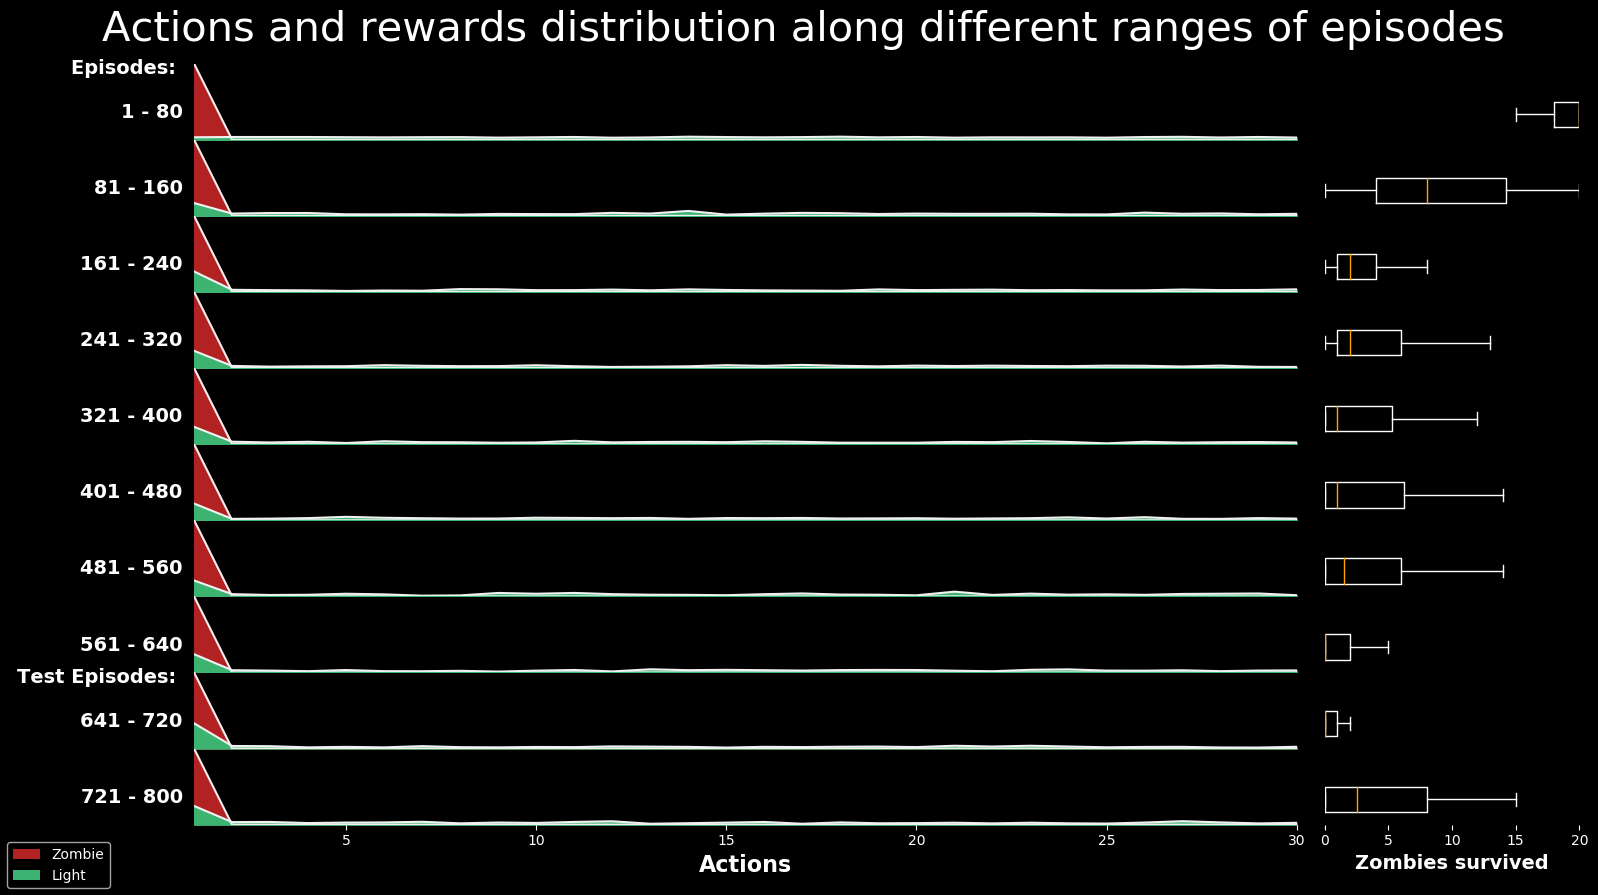 Actions and rewards distribution along different ranges of episodes
Episodes:
1 - 80
81 - 160
161 - 240
241 - 320
321 - 400
401 - 480
481 - 560
561 - 640
Test Episodes:
641 - 720
721 - 800
5 10 15 20 25 30
Actions
0 5 10 15 20
Zombies survived
Zombie
Light